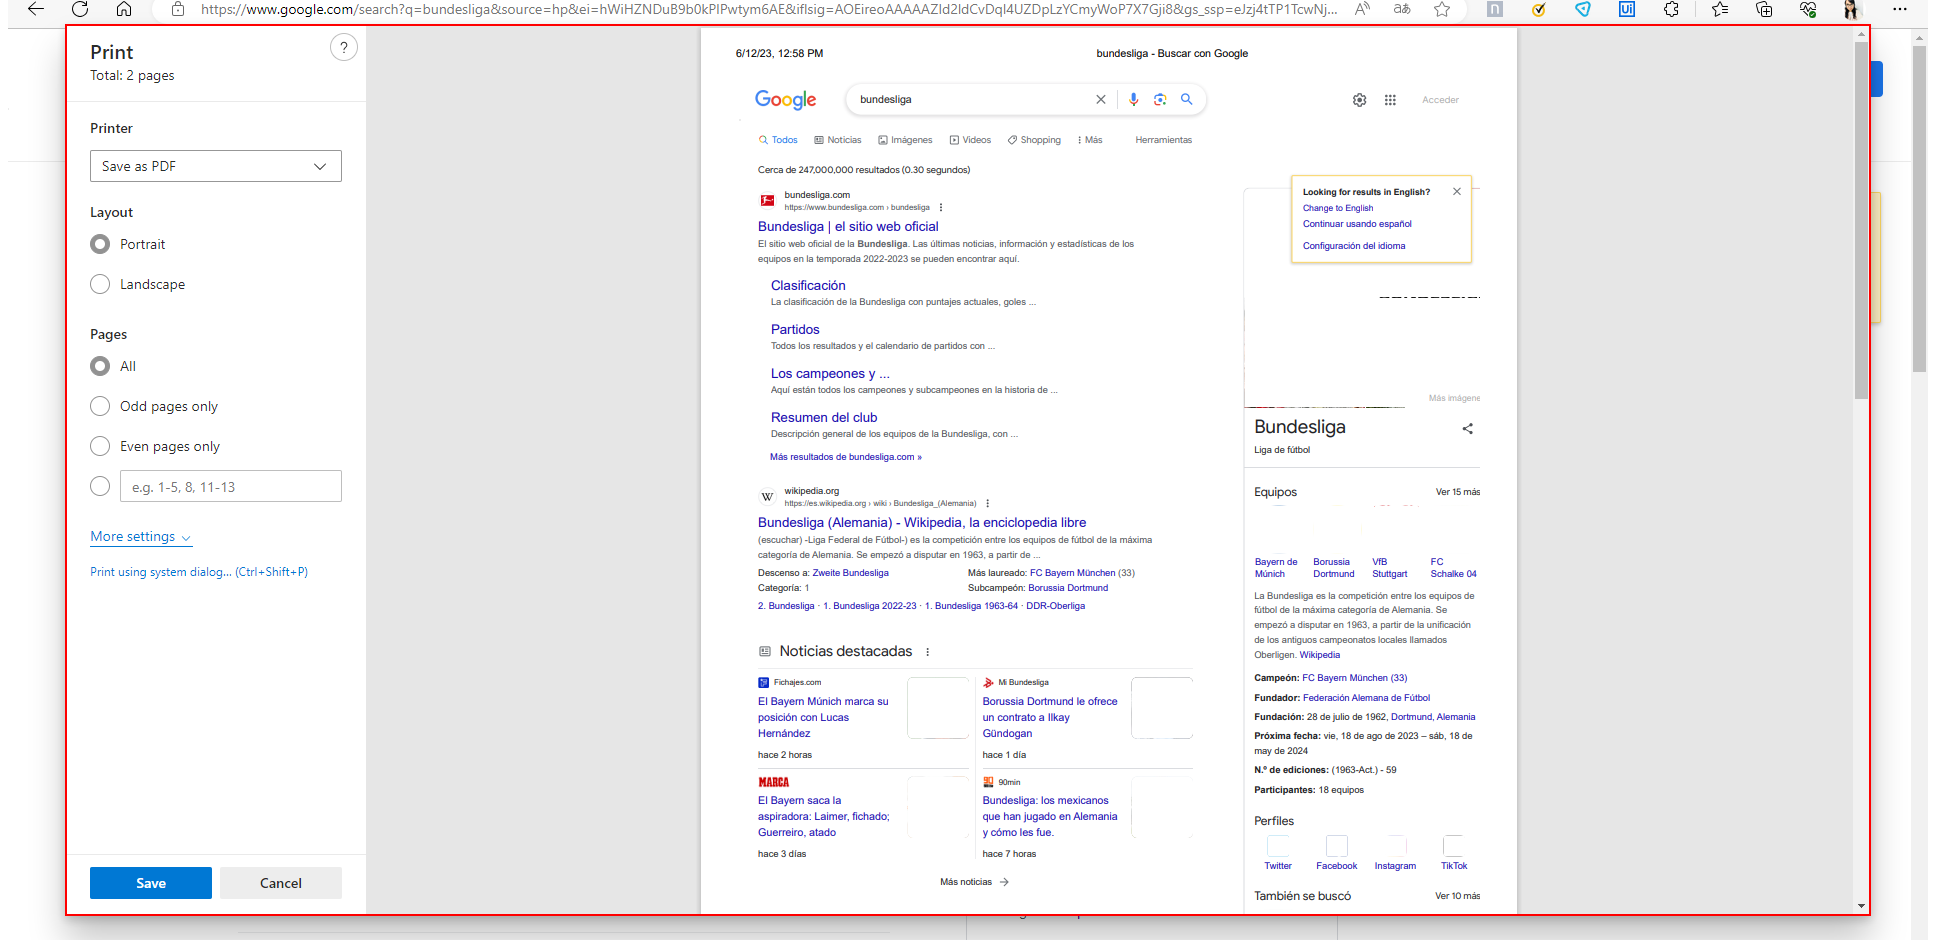 https://www.google.com/search?q=bundesliga&source=hp&ei=hWiHZNDuB9b0kPIPwtym6AE&iflsig=AOEireoAAAAAZId2ldCvDqI4UZDpLzYCmyWoP7X7Gji8&gs_ssp=eJzj4tTP1TcwNj...
Print
Total: 2 pages
?
Printer
Save as PDF
Layout
Portrait
Landscape
Pages
All
Odd pages only
Even pages only
e.g. 1-5, 8, 11-13
More settings
Print using system dialog... (Ctrl+Shift+P)
Save
Cancel
6/12/23, 12:58 PM
bundesliga - Buscar con Google
Google
bundesliga
Acceder
Todos
Noticias
Imágenes
Videos
Shopping
Más
Herramientas
Cerca de 247,000,000 resultados (0.30 segundos)
bundesliga.com
https://www.bundesliga.com › bundesliga
Bundesliga | el sitio web oficial
El sitio web oficial de la Bundesliga. Las últimas noticias, información y estadísticas de los
equipos en la temporada 2022-2023 se pueden encontrar aquí.
Clasificación
La clasificación de la Bundesliga con puntajes actuales, goles ...
Partidos
Todos los resultados y el calendario de partidos con ...
Los campeones y ...
Aquí están todos los campeones y subcampeones en la historia de ...
Resumen del club
Descripción general de los equipos de la Bundesliga, con ...
Más resultados de bundesliga.com »
W
wikipedia.org
https://es.wikipedia.org › wiki › Bundesliga_(Alemania)
Bundesliga (Alemania) - Wikipedia, la enciclopedia libre
(escuchar) -Liga Federal de Fútbol-) es la competición entre los equipos de fútbol de la máxima
categoría de Alemania. Se empezó a disputar en 1963, a partir de ...
Descenso a: Zweite Bundesliga
Más laureado: FC Bayern München (33)
Categoría: 1
Subcampeón: Borussia Dortmund
2. Bundesliga · 1. Bundesliga 2022-23 · 1. Bundesliga 1963-64 · DDR-Oberliga
Noticias destacadas
Fichajes.com
El Bayern Múnich marca su
posición con Lucas
Hernández
hace 2 horas
Mi Bundesliga
Borussia Dortmund le ofrece
un contrato a Ilkay
Gündogan
hace 1 día
MARCA
El Bayern saca la
aspiradora: Laimer, fichado;
Guerreiro, atado
hace 3 días
90
90min
Bundesliga: los mexicanos
que han jugado en Alemania
y cómo les fue.
hace 7 horas
Más noticias
Looking for results in English?
Change to English
Continuar usando español
Configuración del idioma
Más imágene
Bundesliga
Liga de fútbol
Equipos
Ver 15 más
Bayern de
Múnich
Borussia
Dortmund
VfB
Stuttgart
FC
Schalke 04
La Bundesliga es la competición entre los equipos de
fútbol de la máxima categoría de Alemania. Se
empezó a disputar en 1963, a partir de la unificación
de los antiguos campeonatos locales llamados
Oberligen. Wikipedia
Campeón: FC Bayern München (33)
Fundador: Federación Alemana de Fútbol
Fundación: 28 de julio de 1962, Dortmund, Alemania
Próxima fecha: vie, 18 de ago de 2023 – sáb, 18 de
may de 2024
N.º de ediciones: (1963-Act.) - 59
Participantes: 18 equipos
Perfiles
Twitter
Facebook
Instagram
TikTok
También se buscó
Ver 10 más